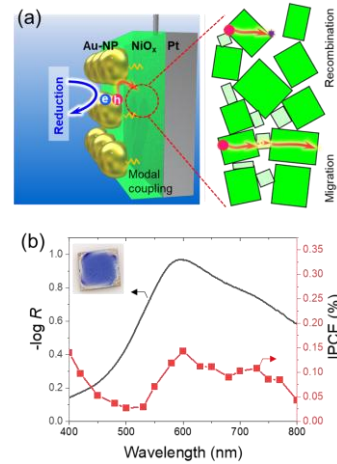 (a)
Au-NP NiOx Pt
Reduction
e h
Modal
coupling
Recombination
Migration
(b)
-log R
1.0
0.8
0.6
0.4
0.2
0.0
0.35
0.30
0.25
0.20
0.15
0.10
0.05
0.00
IPCE (%)
400 500 600 700 800
Wavelength (nm)